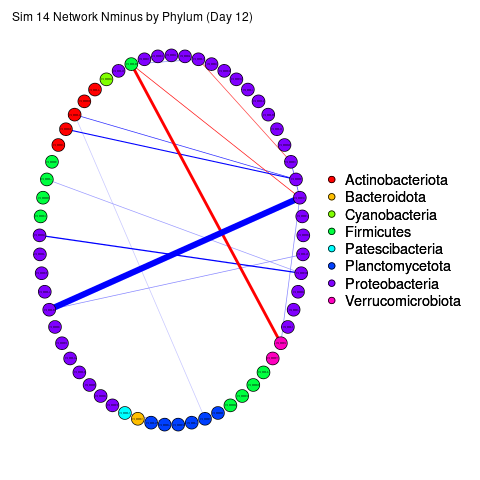 Sim 14 Network Nminus by Phylum (Day 12)
Actinobacteriota
Bacteroidota
Cyanobacteria
Firmicutes
Patescibacteria
Planctomycetota
Proteobacteria
Verrucomicrobiota